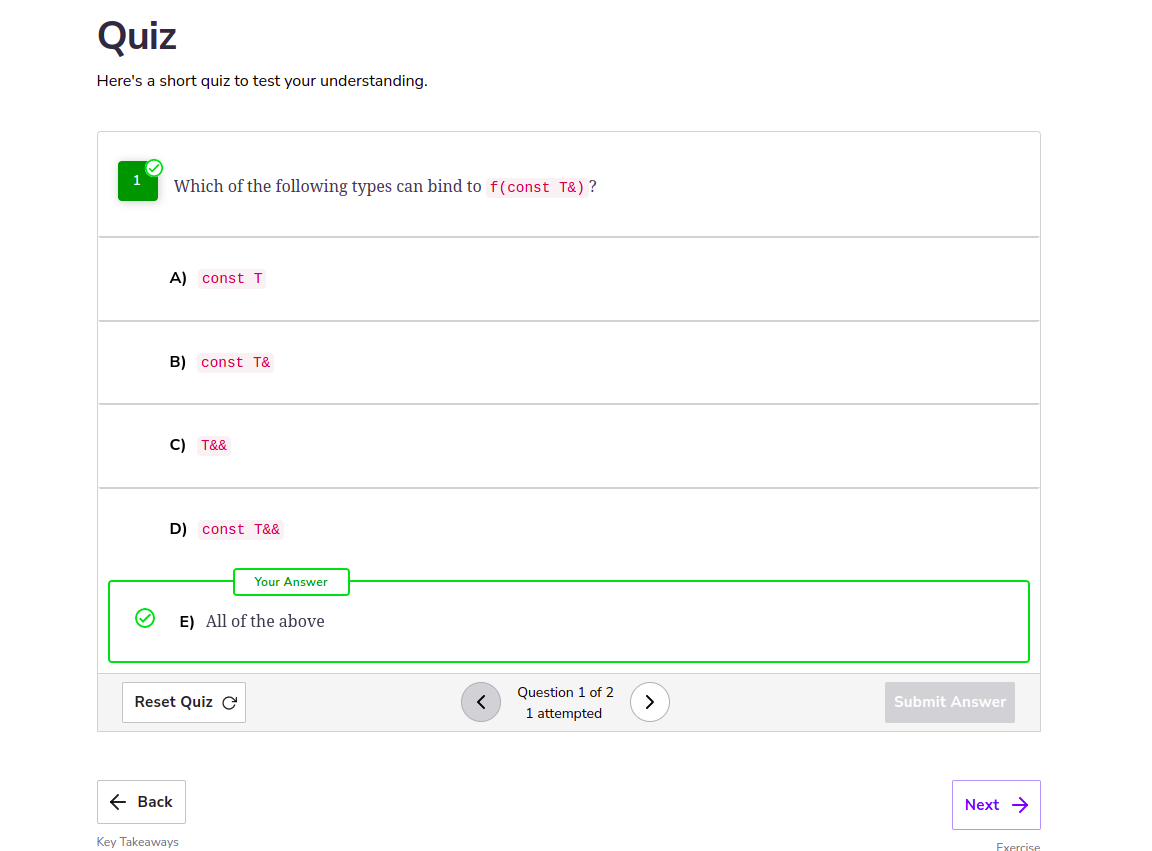 Quiz
Here's a short quiz to test your understanding.
1
Which of the following types can bind to f(const T&) ?
A) const T
B) const T&
C) T&&
D) const T&&
Your Answer
E) All of the above
Reset Quiz
Question 1 of 2
1 attempted
Submit Answer
Back
Next
Key Takeaways
Exercise